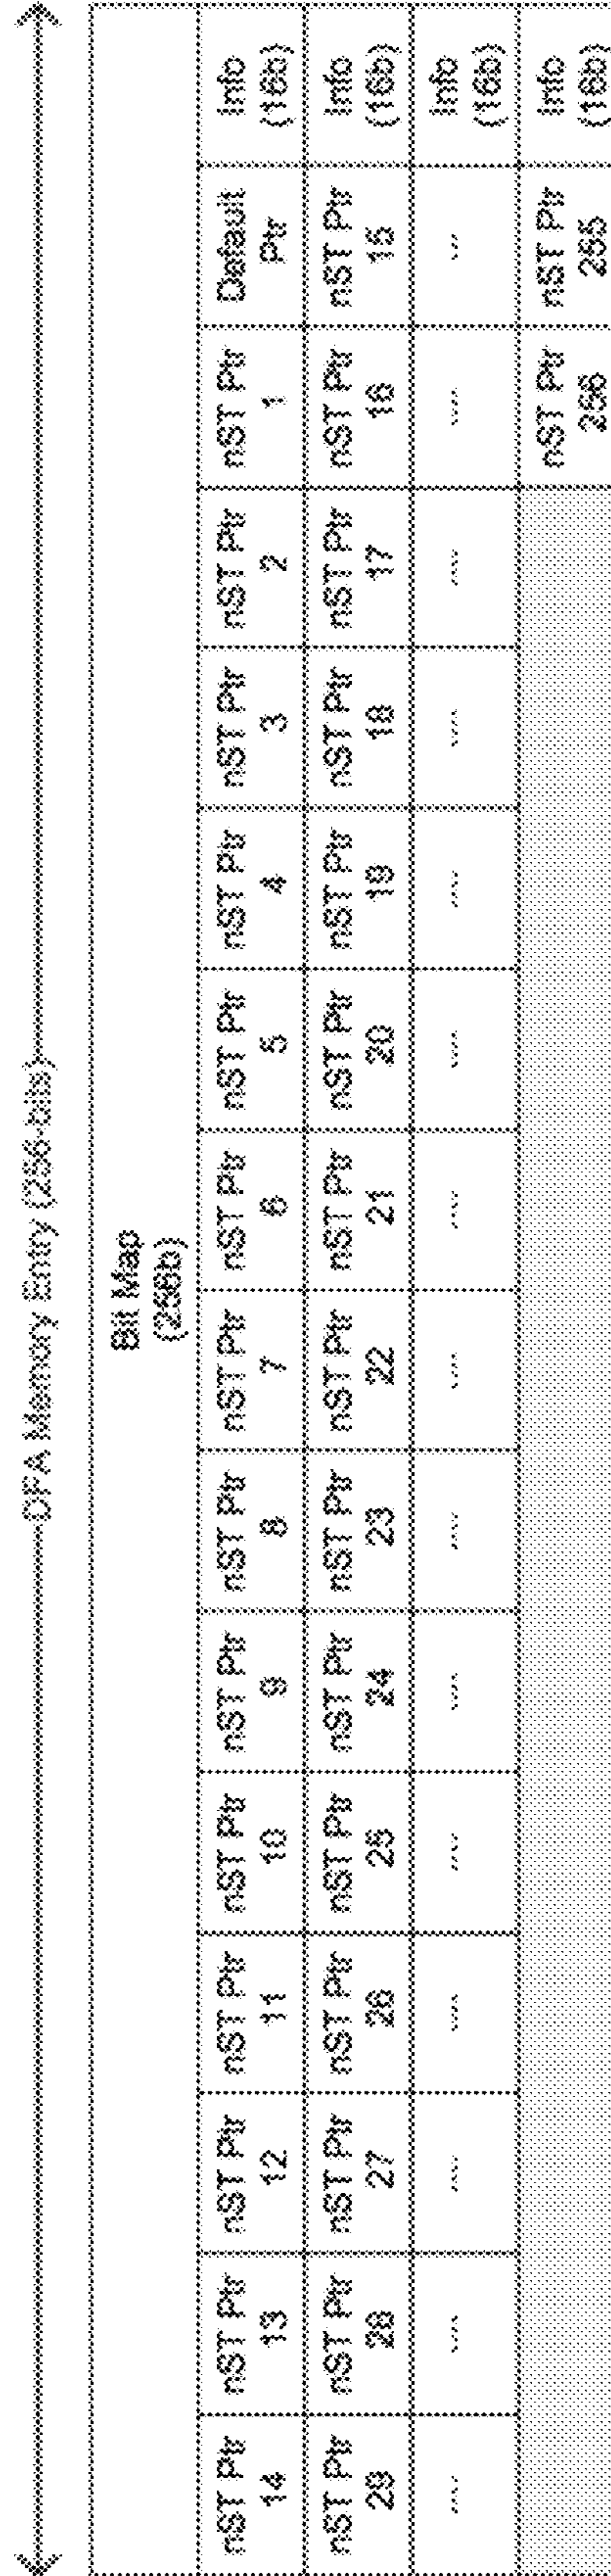 DFA Memory Entry (256-bits)
Bit Map
(256b)
nST Ptr
14
nST Ptr
13
nST Ptr
12
nST Ptr
11
nST Ptr
10
nST Ptr
9
nST Ptr
8
nST Ptr
7
nST Ptr
6
nST Ptr
5
nST Ptr
4
nST Ptr
3
nST Ptr
2
nST Ptr
1
Default
Ptr
Info
(16b)
nST Ptr
29
nST Ptr
28
nST Ptr
27
nST Ptr
26
nST Ptr
25
nST Ptr
24
nST Ptr
23
nST Ptr
22
nST Ptr
21
nST Ptr
20
nST Ptr
19
nST Ptr
18
nST Ptr
17
nST Ptr
16
nST Ptr
15
Info
(16b)
....
....
....
....
....
....
....
....
....
....
....
....
....
....
...
Info
(16b)
nST Ptr
256
nST Ptr
255
Info
(16b)